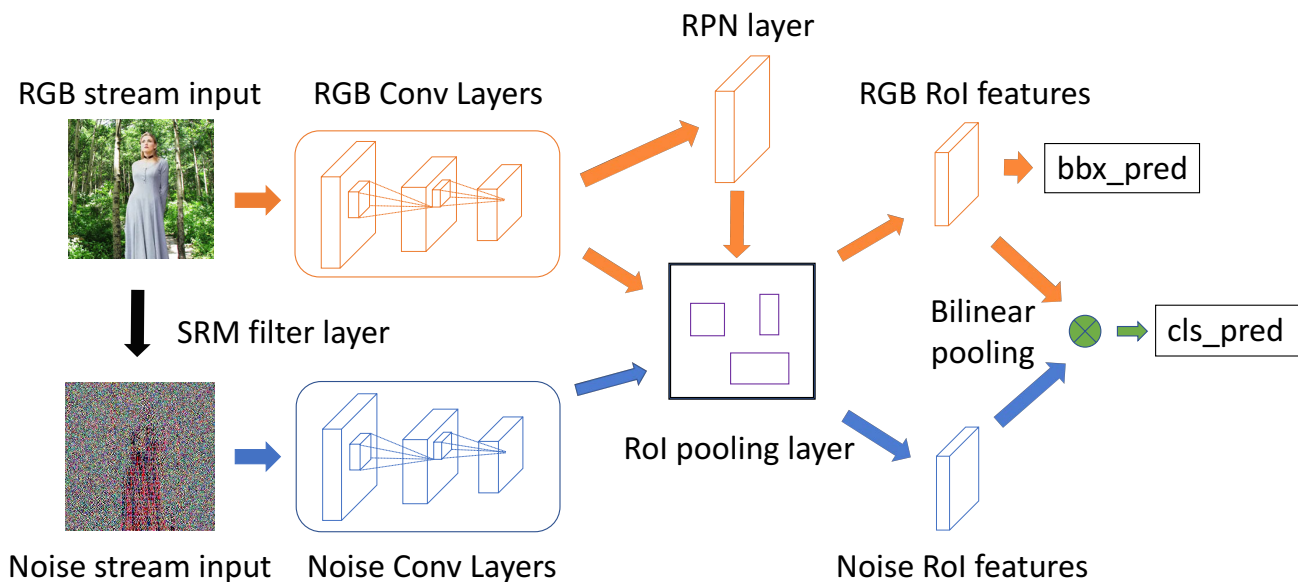 RPN layer
RGB stream input
RGB Conv Layers
RGB RoI features
bbx_pred
SRM filter layer
Bilinear
pooling
cls_pred
RoI pooling layer
Noise stream input
Noise Conv Layers
Noise RoI features